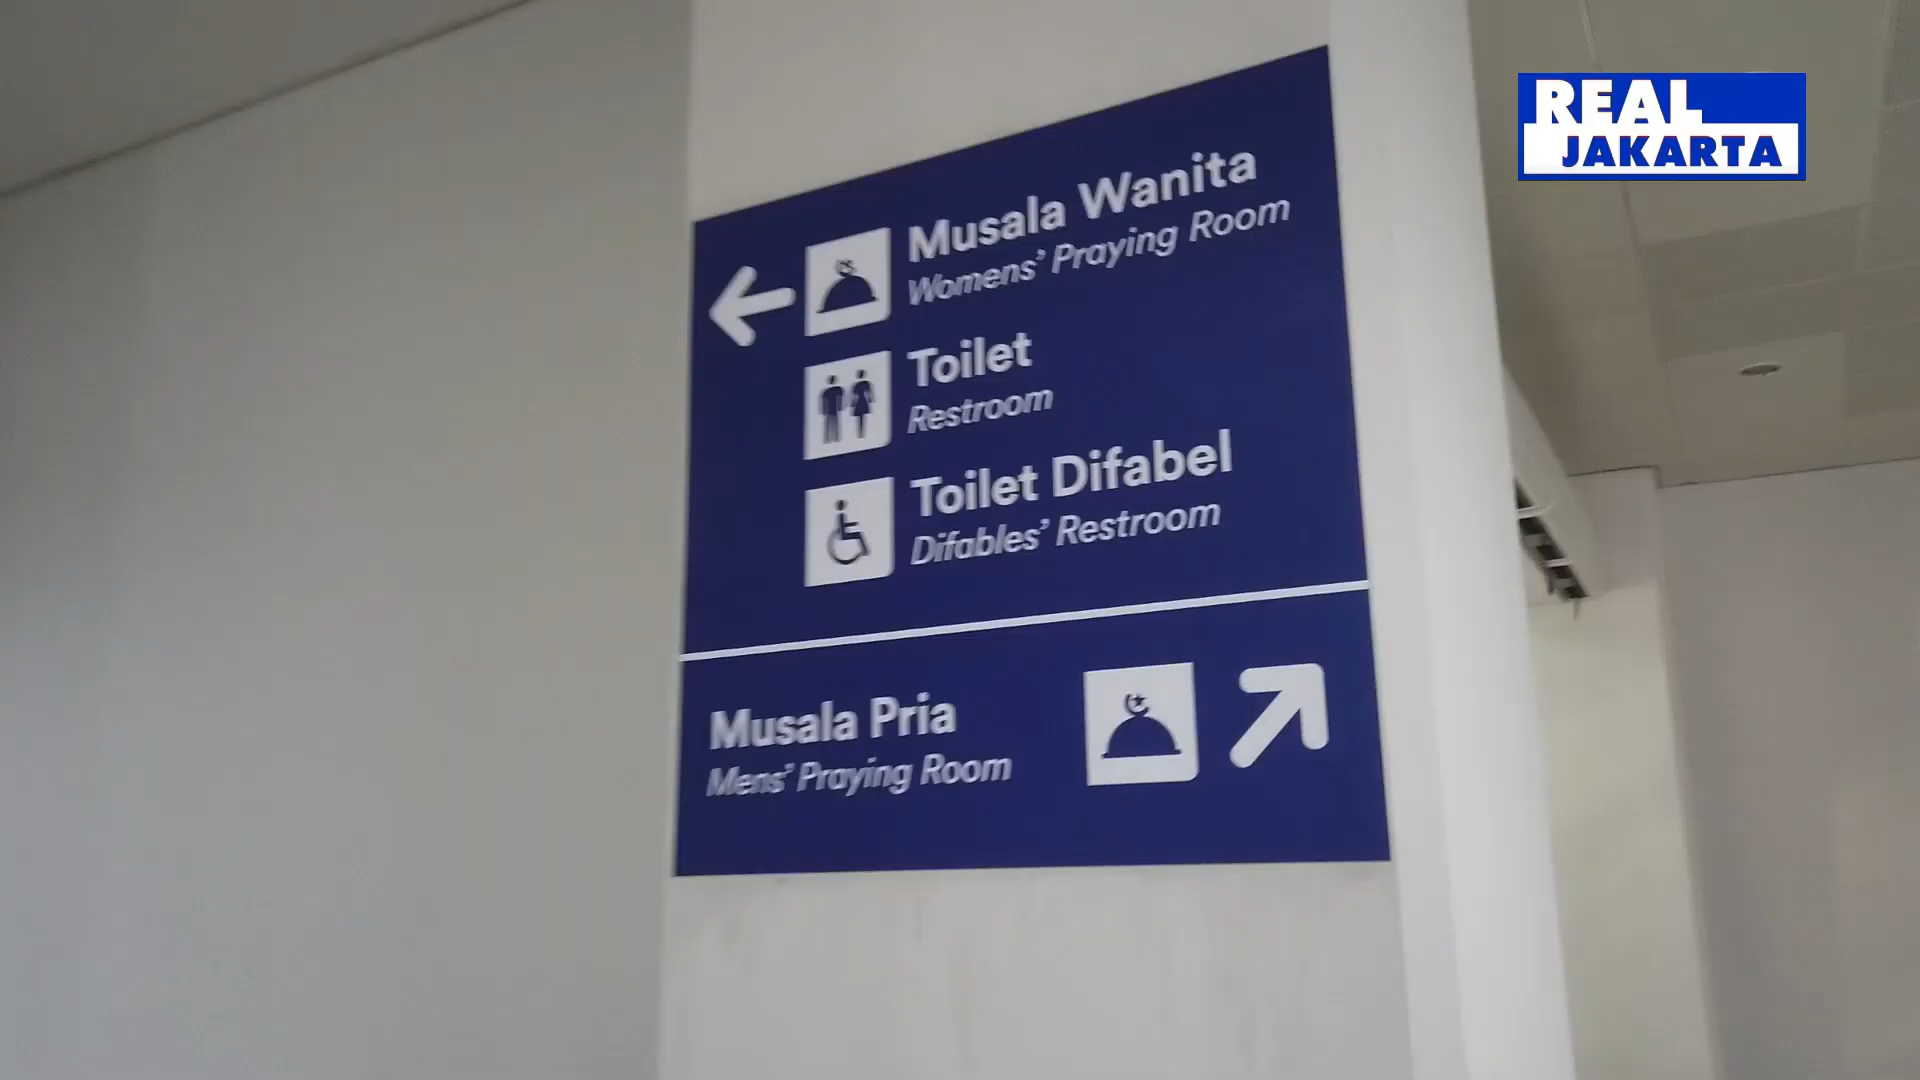 REAL
JAKARTA
Musala Wanita
Womens' Praying Room
Toilet
Restroom
Toilet Difabel
Difables' Restroom
Musala Pria
Mens' Praying Room